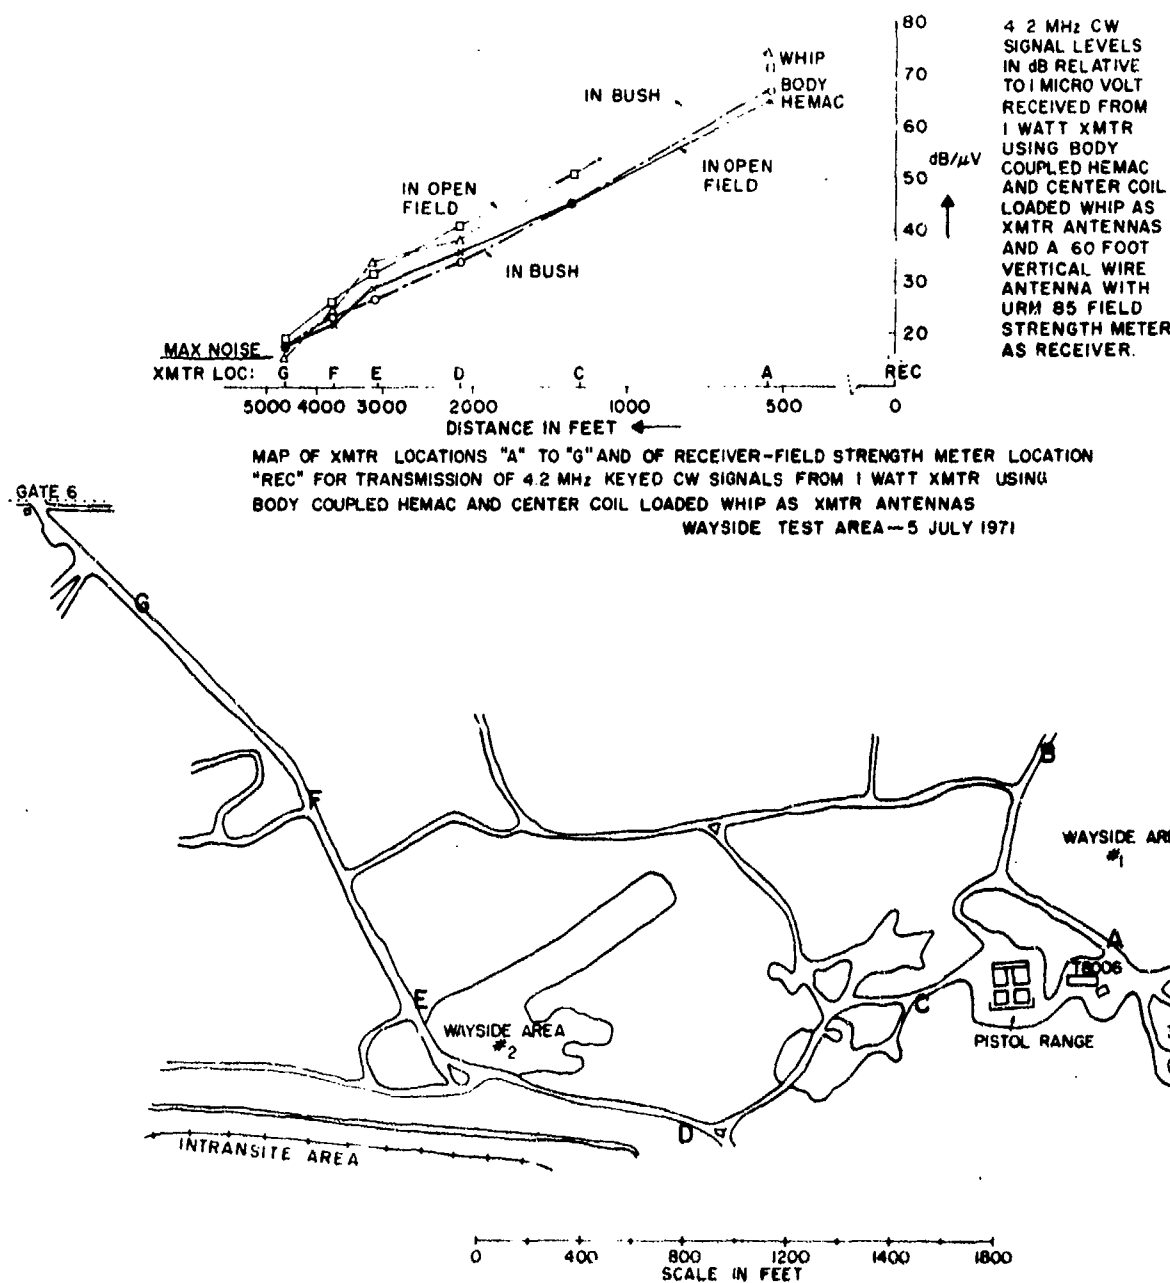 80
70
60
50
40
30
20
dB/μV
WHIP
BODY
HEMAC
IN BUSH
IN OPEN
FIELD
IN OPEN
FIELD
IN BUSH
MAX NOISE
XMTR LOC: G F E D C A REC
5000 4000 3000 2000 1000 500 0
DISTANCE IN FEET
4 2 MHz CW
SIGNAL LEVELS
IN dB RELATIVE
TO 1 MICRO VOLT
RECEIVED FROM
1 WATT XMTR
USING BODY
COUPLED HEMAC
AND CENTER COIL
LOADED WHIP AS
XMTR ANTENNAS
AND A 60 FOOT
VERTICAL WIRE
ANTENNA WITH
URM 85 FIELD
STRENGTH METER
AS RECEIVER.
MAP OF XMTR LOCATIONS "A" TO "G" AND OF RECEIVER-FIELD STRENGTH METER LOCATION
"REC" FOR TRANSMISSION OF 4.2 MHz KEYED CW SIGNALS FROM 1 WATT XMTR USING
BODY COUPLED HEMAC AND CENTER COIL LOADED WHIP AS XMTR ANTENNAS
WAYSIDE TEST AREA—5 JULY 1971
GATE 6
G
B
F
WAYSIDE ARE
#1
A
T8006
E
C
WAYSIDE AREA
#2
PISTOL RANGE
D
INTRANSITE AREA
0 400 800 1200 1400 1800
SCALE IN FEET